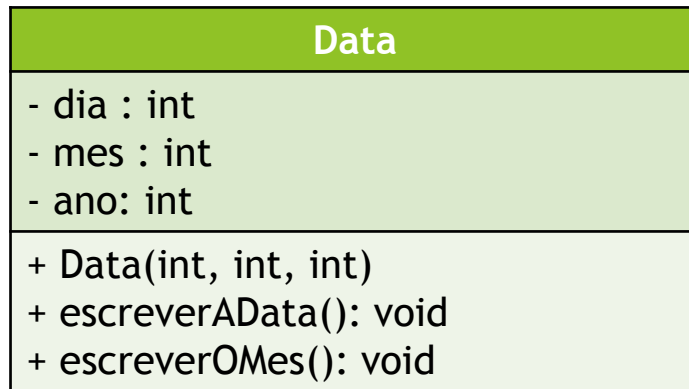 Data
- dia : int
- mes : int
- ano: int
+ Data(int, int, int)
+ escreverAData(): void
+ escreverOMes(): void